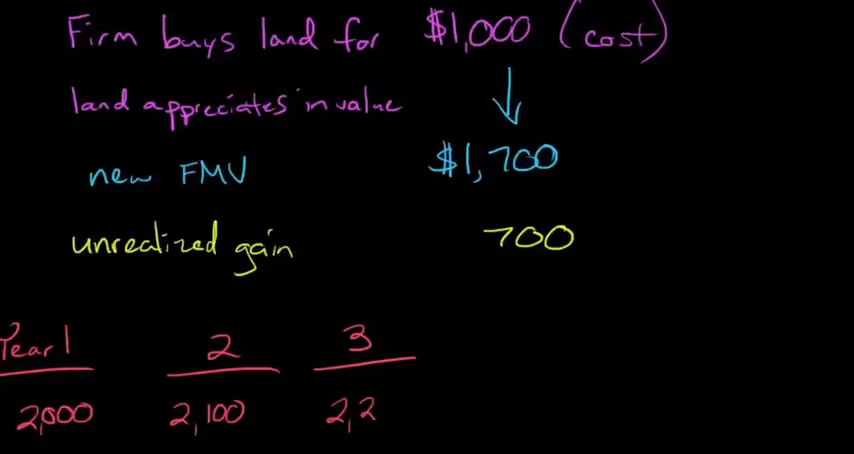 Firm buys land for $1,000 (cost)
land appreciates in value
new FMV $1,700
unrealized gain 700
Year 1 2 3
2,000 2,100 2,2